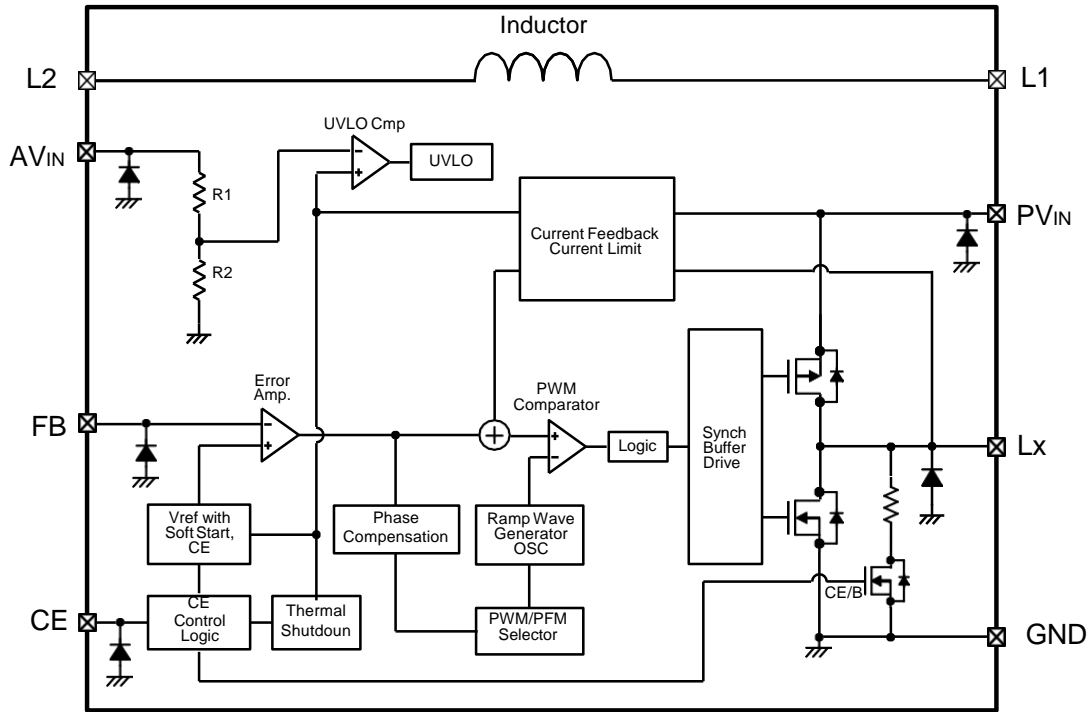 Inductor
L2
L1
UVLO Cmp
AVIN
UVLO
R1
PVIN
Current Feedback
Current Limit
R2
Error
Amp.
PWM
Comparator
FB
Logic
Synch
Buffer
Drive
Lx
Vref with
Soft Start,
CE
Phase
Compensation
Ramp Wave
Generator
OSC
CE/B
CE
CE
Control
Logic
Thermal
Shutdoun
PWM/PFM
Selector
GND